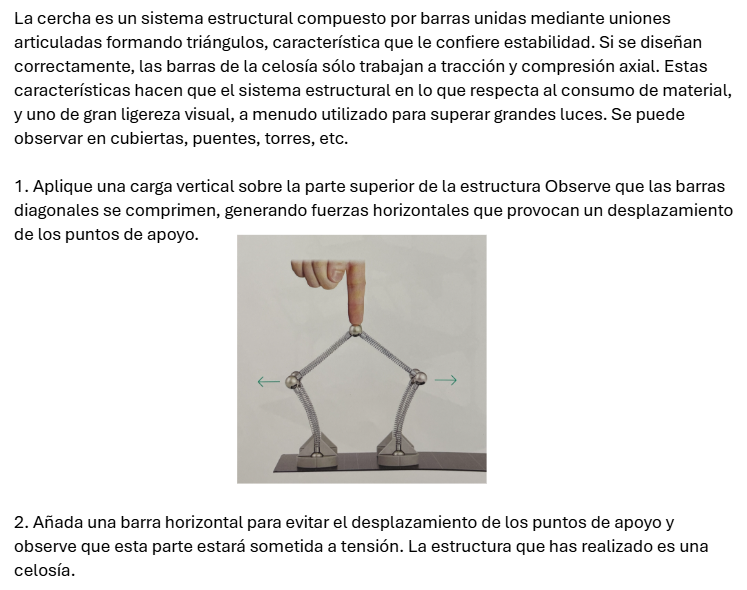 La cercha es un sistema estructural compuesto por barras unidas mediante uniones
articuladas formando triángulos, característica que le confiere estabilidad. Si se diseñan
correctamente, las barras de la celosía sólo trabajan a tracción y compresión axial. Estas
características hacen que el sistema estructural en lo que respecta al consumo de material,
y uno de gran ligereza visual, a menudo utilizado para superar grandes luces. Se puede
observar en cubiertas, puentes, torres, etc.
1. Aplique una carga vertical sobre la parte superior de la estructura Observe que las barras
diagonales se comprimen, generando fuerzas horizontales que provocan un desplazamiento
de los puntos de apoyo.
2. Añada una barra horizontal para evitar el desplazamiento de los puntos de apoyo y
observe que esta parte estará sometida a tensión. La estructura que has realizado es una
celosía.